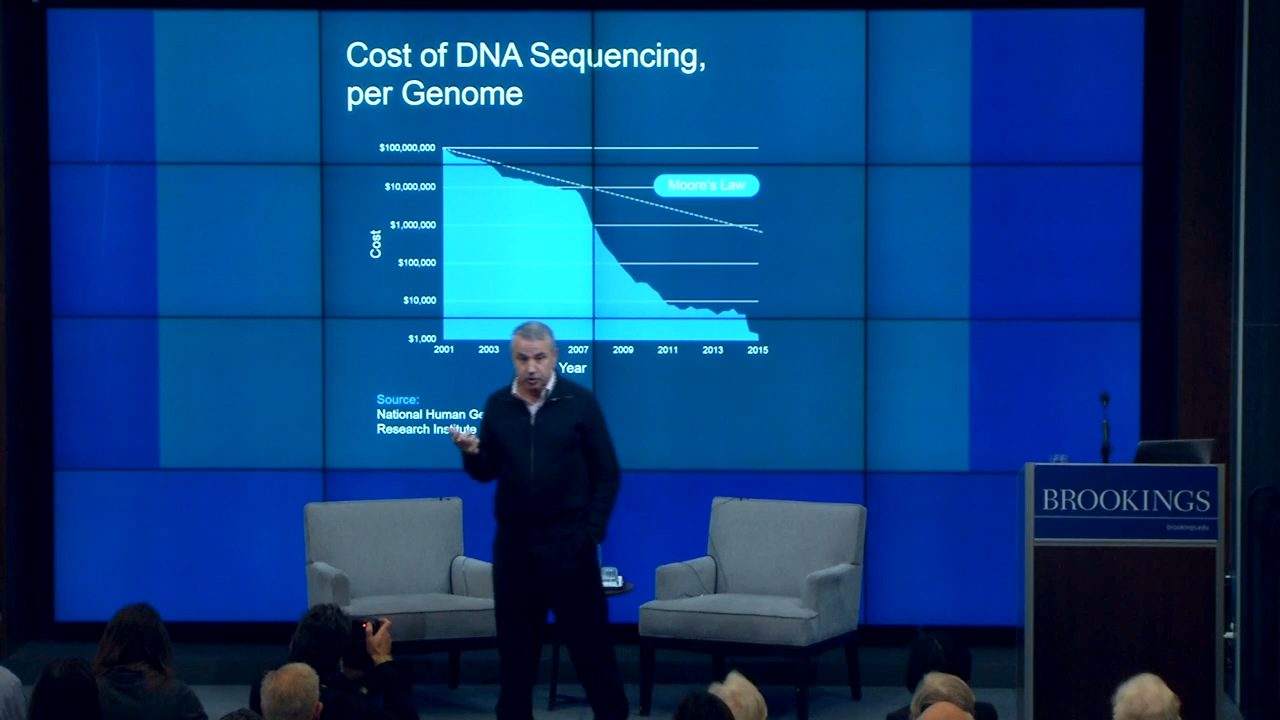 Cost of DNA Sequencing,
per Genome
$100,000,000
$10,000,000
$1,000,000
$100,000
$10,000
$1,000
Cost
Moore's Law
2001 2003 2007 2009 2011 2013 2015
Year
Source:
National Human Ge
Research Institute
BROOKINGS
brookings.edu